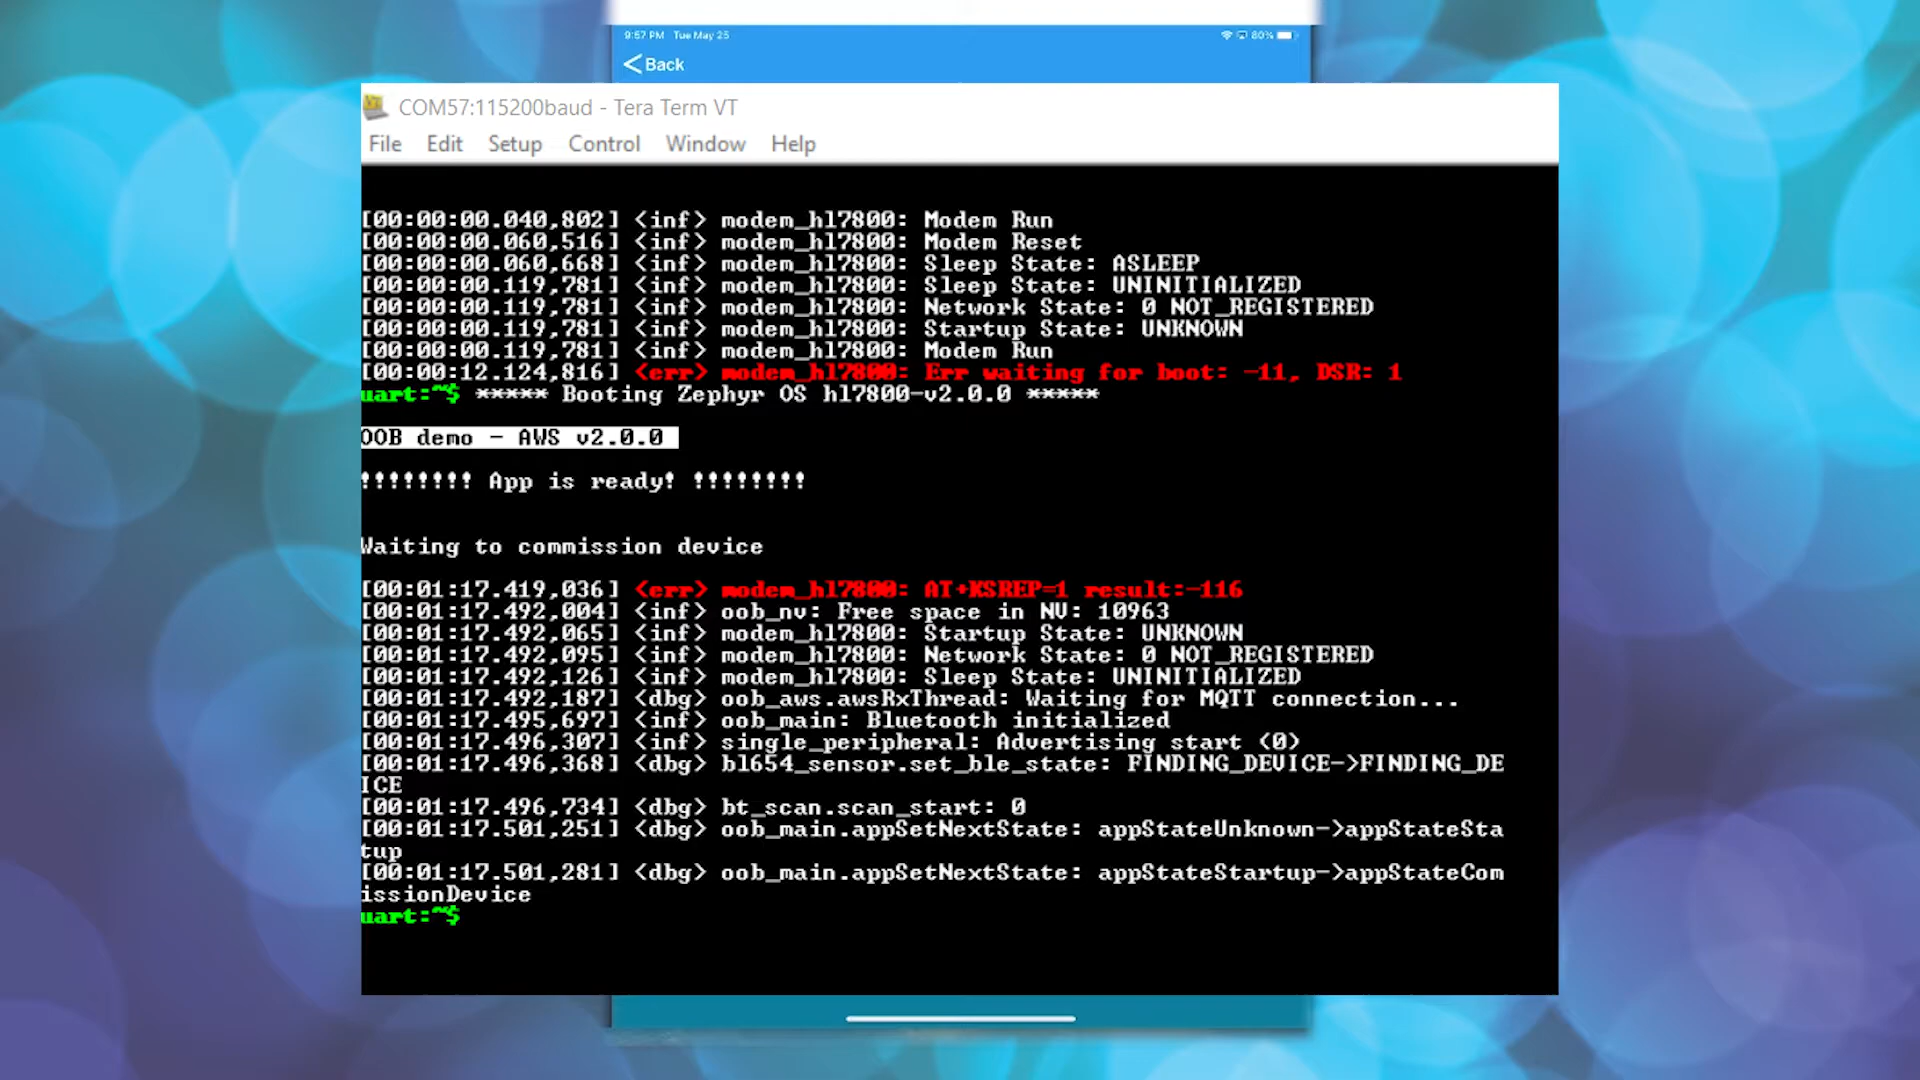 9:57 PM Tue May 25
80%
Back
COM57:115200baud - Tera Term VT
File Edit Setup Control Window Help
[00:00:00.040,802] <inf> modem_hl7800: Modem Run
[00:00:00.060,516] <inf> modem_hl7800: Modem Reset
[00:00:00.060,668] <inf> modem_hl7800: Sleep State: ASLEEP
[00:00:00.119,781] <inf> modem_hl7800: Sleep State: UNINITIALIZED
[00:00:00.119,781] <inf> modem_hl7800: Network State: 0 NOT_REGISTERED
[00:00:00.119,781] <inf> modem_hl7800: Startup State: UNKNOWN
[00:00:00.119,781] <inf> modem_hl7800: Modem Run
[00:00:12.124,816] <err> modem_hl7800: Err waiting for boot: -11, DSR: 1
uart:~$ ***** Booting Zephyr OS hl7800-v2.0.0 *****
OOB demo - AWS v2.0.0
!!!!!!!! App is ready! !!!!!!!!
Waiting to commission device
[00:01:17.419,036] <err> modem_hl7800: AT+KSREP=1 result:-116
[00:01:17.492,004] <inf> oob_nv: Free space in NV: 10963
[00:01:17.492,065] <inf> modem_hl7800: Startup State: UNKNOWN
[00:01:17.492,095] <inf> modem_hl7800: Network State: 0 NOT_REGISTERED
[00:01:17.492,126] <inf> modem_hl7800: Sleep State: UNINITIALIZED
[00:01:17.492,187] <dbg> oob_aws.awsRxThread: Waiting for MQTT connection...
[00:01:17.495,697] <inf> oob_main: Bluetooth initialized
[00:01:17.496,307] <inf> single_peripheral: Advertising start (0)
[00:01:17.496,368] <dbg> bl654_sensor.set_ble_state: FINDING_DEVICE->FINDING_DE
ICE
[00:01:17.496,734] <dbg> bt_scan.scan_start: 0
[00:01:17.501,251] <dbg> oob_main.appSetNextState: appStateUnknown->appStateSta
tup
[00:01:17.501,281] <dbg> oob_main.appSetNextState: appStateStartup->appStateCom
issionDevice
uart:~$